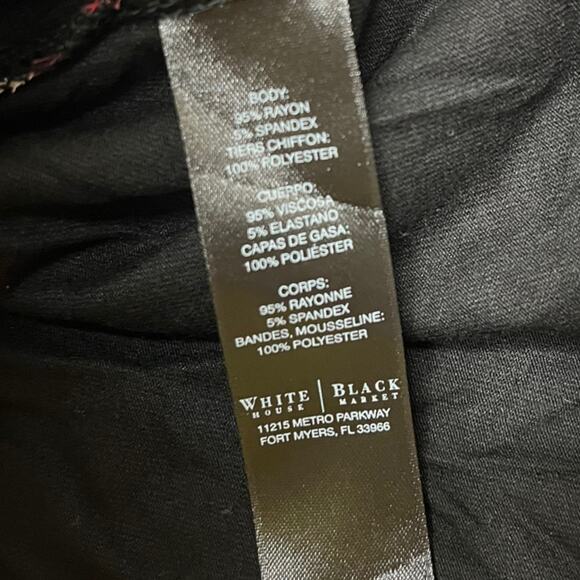 BODY:
95% RAYON
5% SPANDEX
TIERS CHIFFON:
100% POLYESTER
CUERPO:
95% VISCOSA
5% ELASTANO
CAPAS DE GASA:
100% POLIÉSTER
CORPS:
95% RAYONNE
5% SPANDEX
BANDES, MOUSSELINE:
100% POLYESTER
WHITE | BLACK
HOUSE MARKET
11215 METRO PARKWAY
FORT MYERS, FL 33966